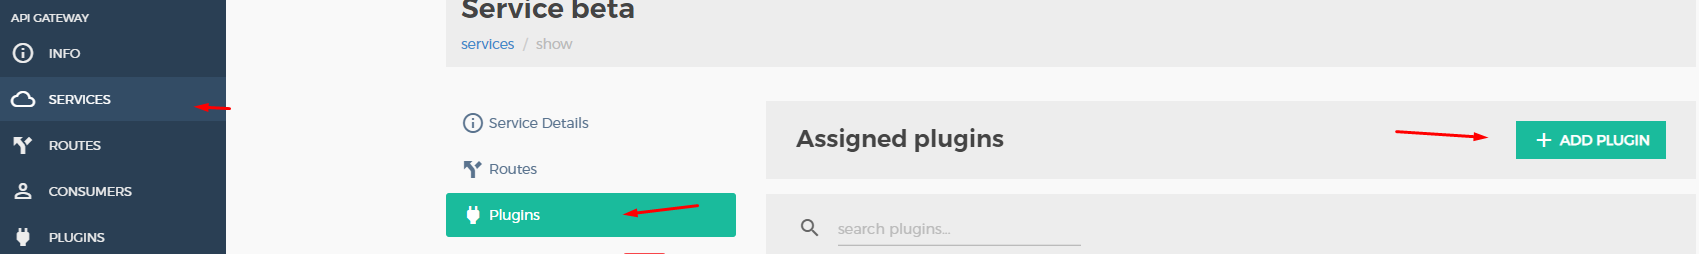 API GATEWAY
INFO
SERVICES
ROUTES
CONSUMERS
PLUGINS
Service beta
services / show
Service Details
Routes
Plugins
Assigned plugins
+ ADD PLUGIN
search plugins...